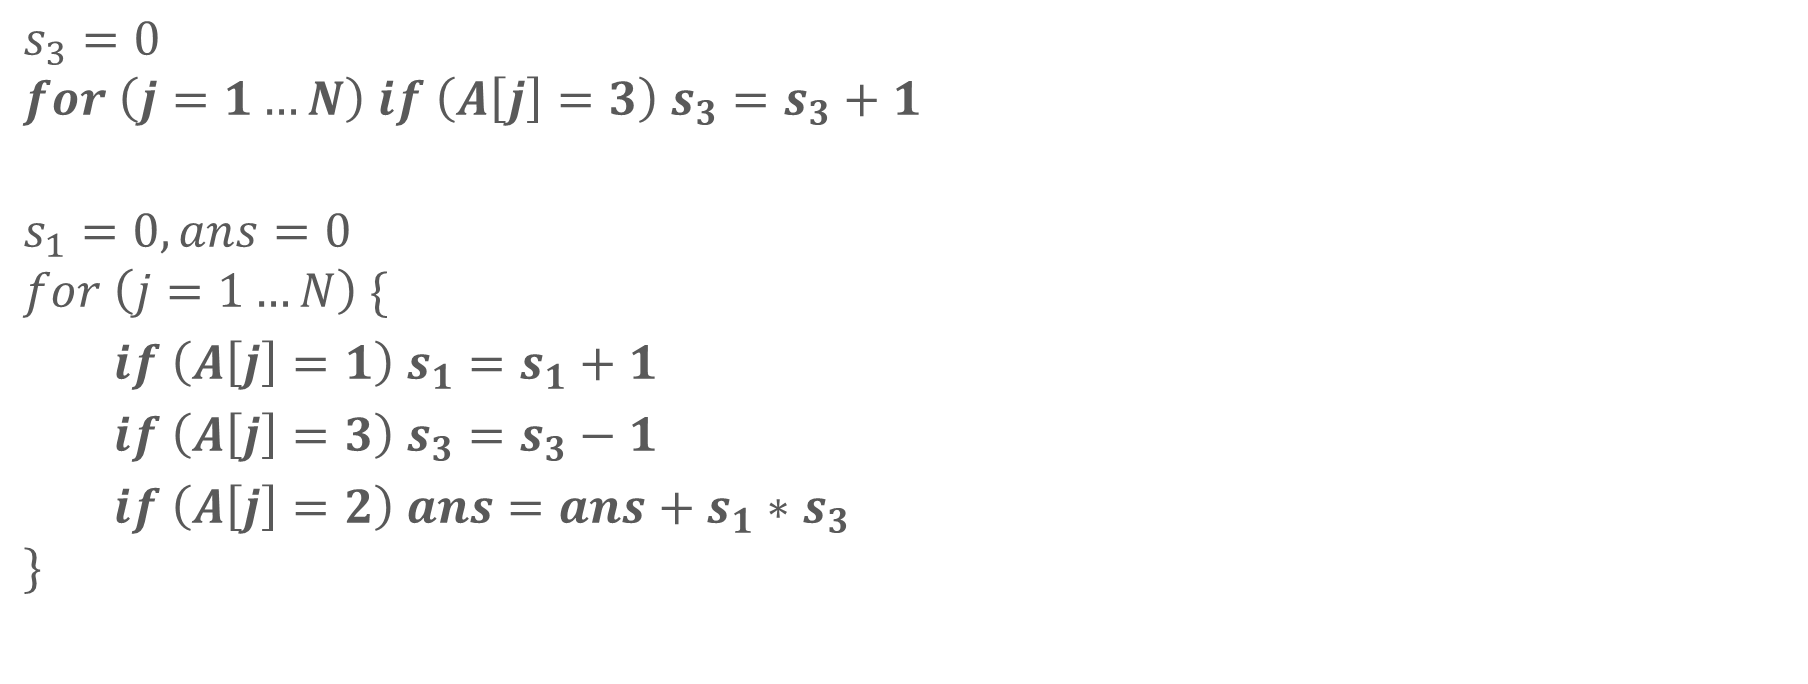 s₃ = 0
for (j = 1 … N) if (A[j] = 3) s₃ = s₃ + 1
s₁ = 0, ans = 0
for (j = 1 … N) {
if (A[j] = 1) s₁ = s₁ + 1
if (A[j] = 3) s₃ = s₃ − 1
if (A[j] = 2) ans = ans + s₁ ∗ s₃
}